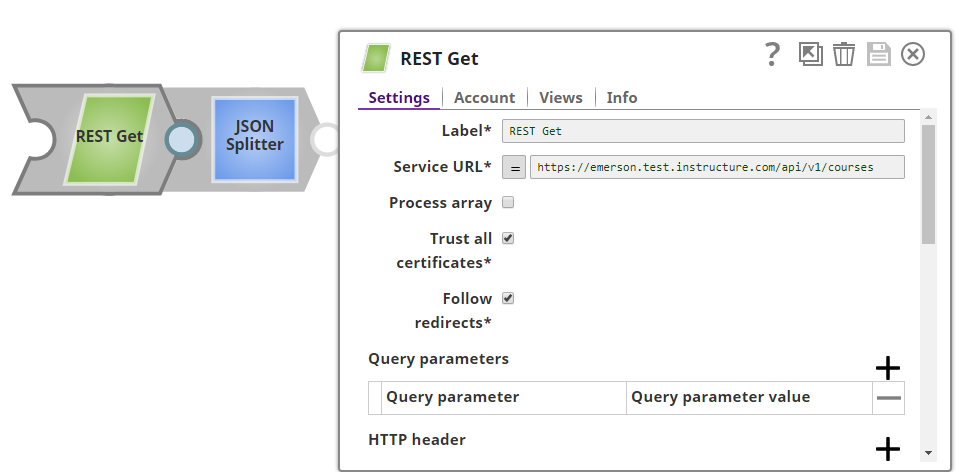 REST Get
JSON
Splitter
REST Get
?
Settings Account Views Info
Label* REST Get
Service URL* = https://emerson.test.instructure.com/api/v1/courses
Process array
Trust all
certificates*
Follow
redirects*
Query parameters
Query parameter Query parameter value
HTTP header